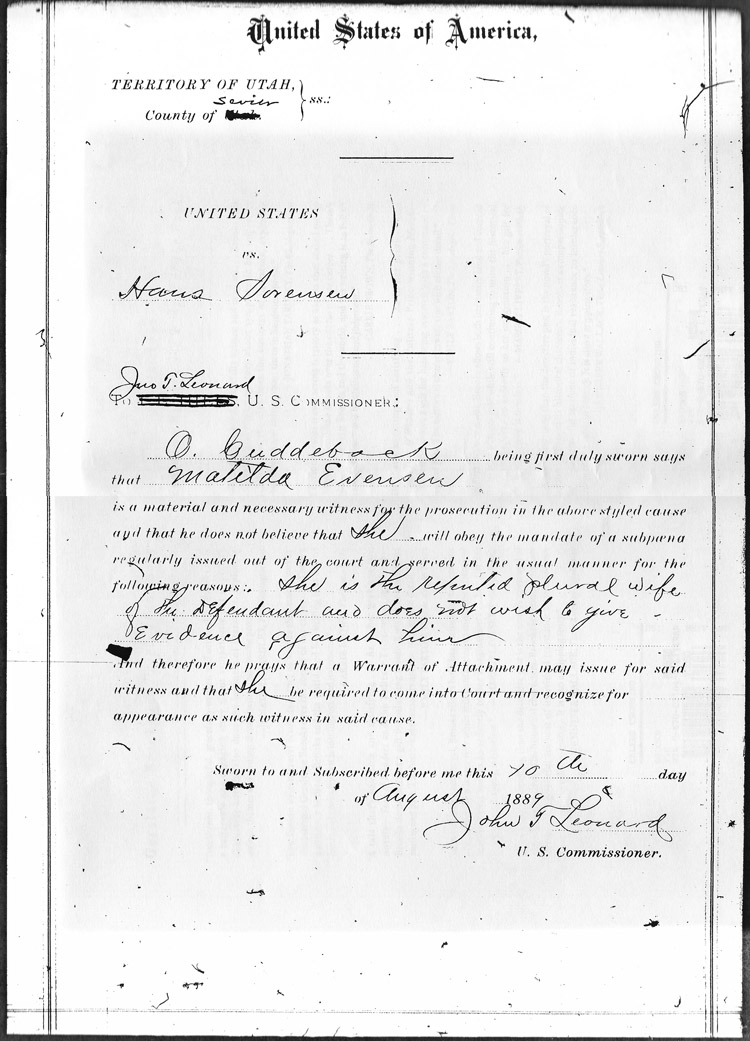 United States of America,
TERRITORY OF UTAH,
Sevier
County of
ss.:
UNITED STATES
vs.
Hans Sorensen
Jno T. Leonard
To U. S. COMMISSIONER:
O. Cuddeback being first duly sworn says
that Matilda Evensen
is a material and necessary witness for the prosecution in the above styled cause
and that he does not believe that She will obey the mandate of a subpœna
regularly issued out of the court and served in the usual manner for the
following reasons: She is the reputed plural wife
of the Defendant and does not wish to give
Evidence against him
And therefore he prays that a Warrant of Attachment may issue for said
witness and that She be required to come into Court and recognize for
appearance as such witness in said cause.
Sworn to and Subscribed before me this 10th day
of August 1889
John T Leonard
U. S. Commissioner.